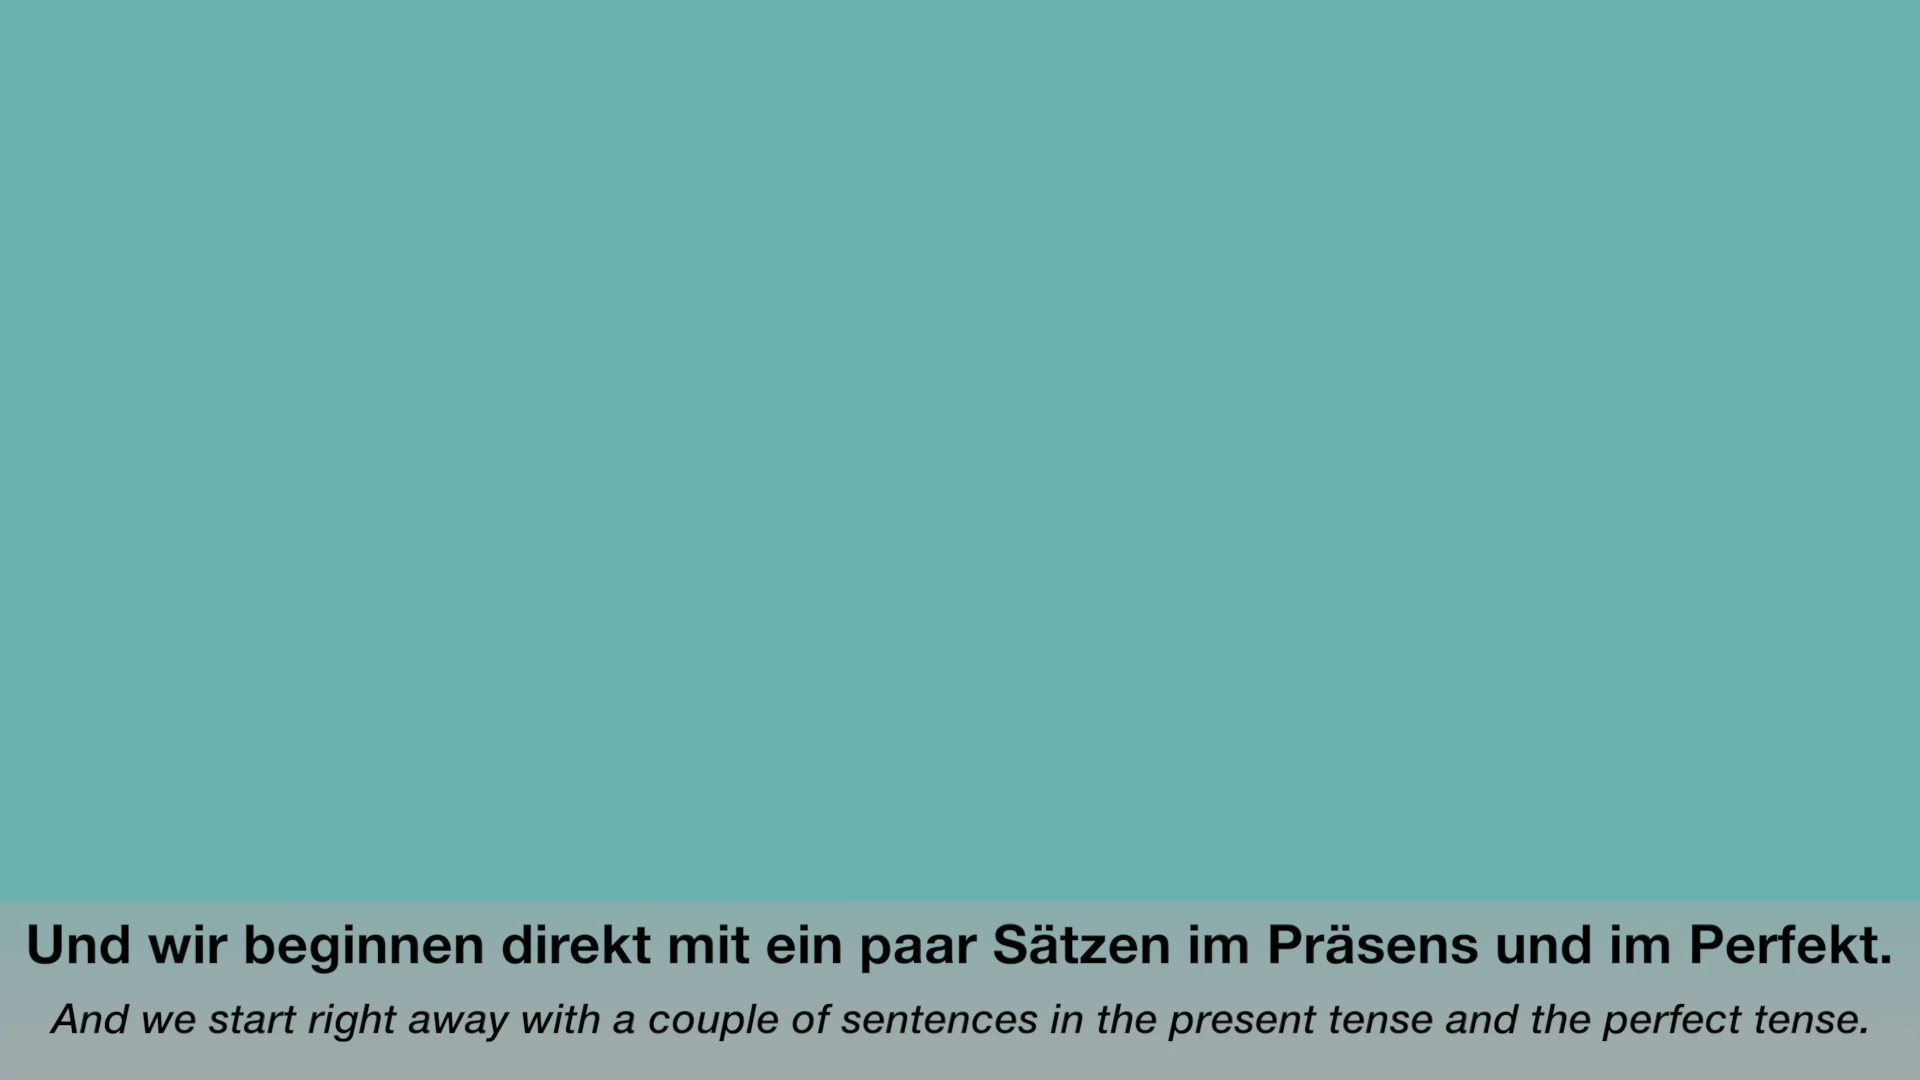 Und wir beginnen direkt mit ein paar Sätzen im Präsens und im Perfekt.
And we start right away with a couple of sentences in the present tense and the perfect tense.